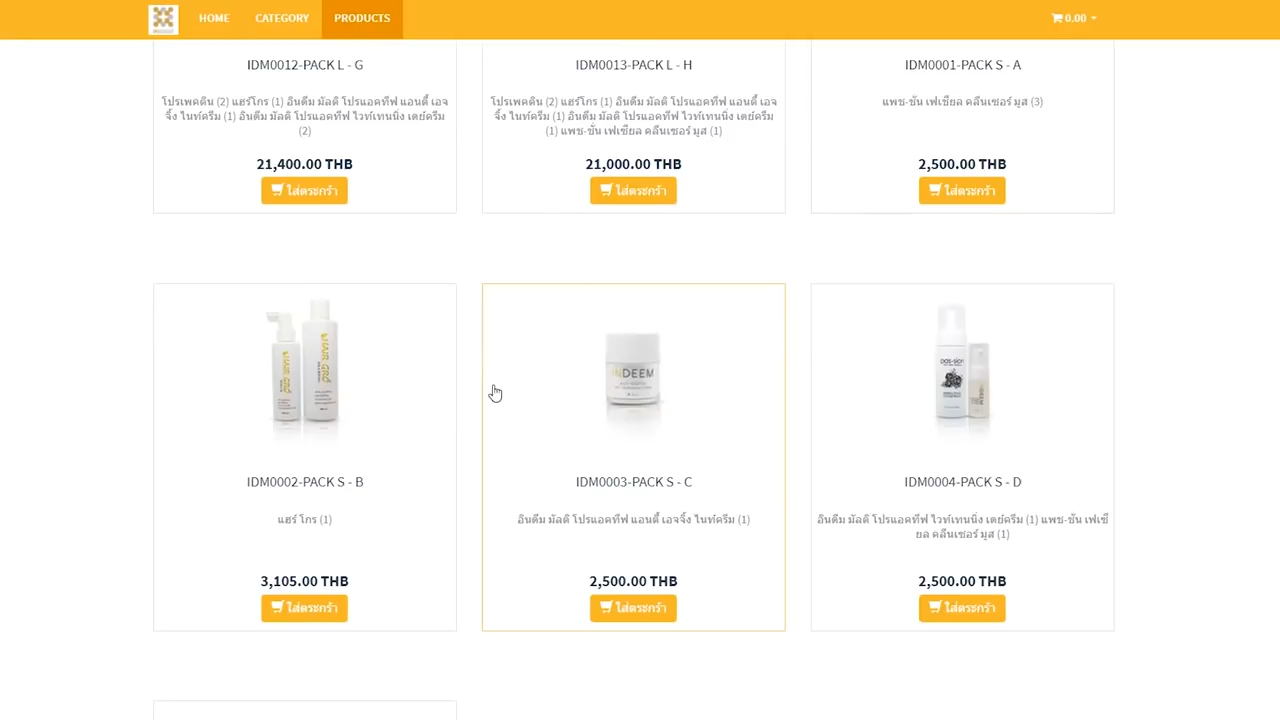 HOME CATEGORY PRODUCTS 0.00
IDM0012-PACK L - G
โปรเพคติน (2) แฮร์โกร (1) อินดีม มัลติ โปรแอคทีฟ แอนตี้ เอจ
จิ้ง ไนท์ครีม (1) อินดีม มัลติ โปรแอคทีฟ ไวท์เทนนิ่ง เดย์ครีม
(2)
21,400.00 THB
ใส่ตระกร้า
IDM0013-PACK L - H
โปรเพคติน (2) แฮร์โกร (1) อินดีม มัลติ โปรแอคทีฟ แอนตี้ เอจ
จิ้ง ไนท์ครีม (1) อินดีม มัลติ โปรแอคทีฟ ไวท์เทนนิ่ง เดย์ครีม
(1) แพช-ชั่น เฟเชียล คลีนเซอร์ มูส (1)
21,000.00 THB
ใส่ตระกร้า
IDM0001-PACK S - A
แพช-ชั่น เฟเชียล คลีนเซอร์ มูส (3)
2,500.00 THB
ใส่ตระกร้า
HAIR GRO
HAIR GRO
IDM0002-PACK S - B
แฮร์ โกร (1)
3,105.00 THB
ใส่ตระกร้า
INDEEM
IDM0003-PACK S - C
อินดีม มัลติ โปรแอคทีฟ แอนตี้ เอจจิ้ง ไนท์ครีม (1)
2,500.00 THB
ใส่ตระกร้า
pas-sion
IDM0004-PACK S - D
อินดีม มัลติ โปรแอคทีฟ ไวท์เทนนิ่ง เดย์ครีม (1) แพช-ชั่น เฟเชี
ยล คลีนเซอร์ มูส (1)
2,500.00 THB
ใส่ตระกร้า